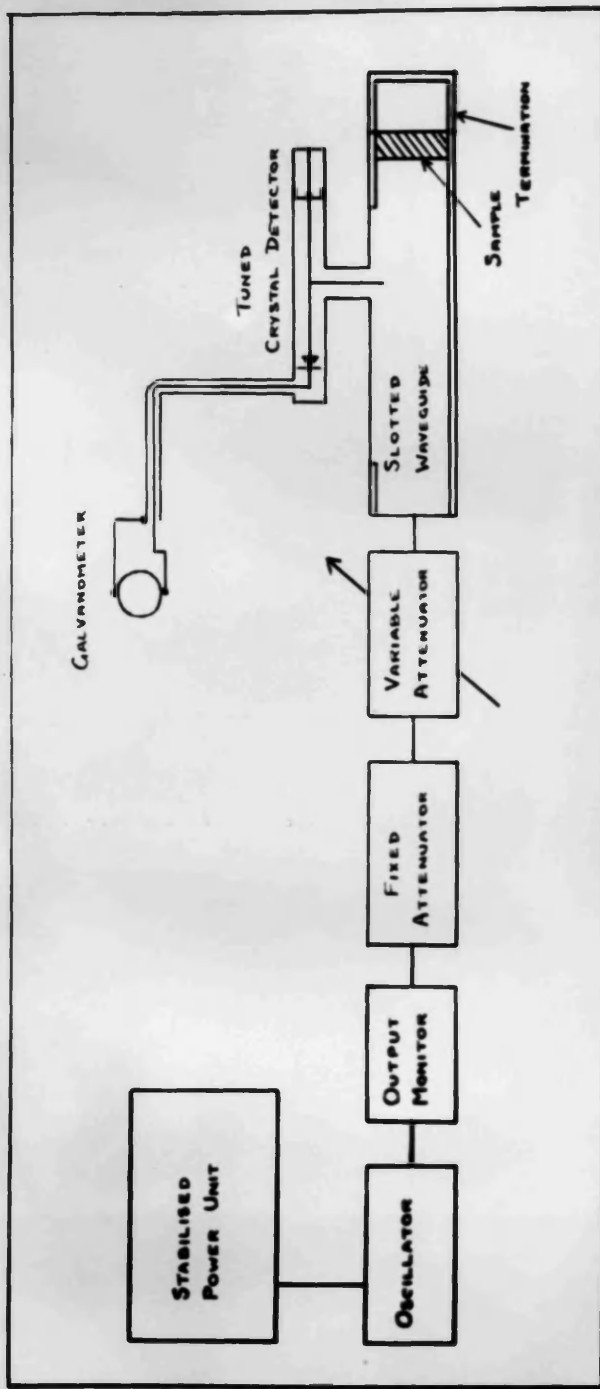 STABILISED
POWER UNIT
OSCILLATOR
OUTPUT
MONITOR
FIXED
ATTENUATOR
VARIABLE
ATTENUATOR
SLOTTED
WAVEGUIDE
GALVANOMETER
TUNED
CRYSTAL DETECTOR
SAMPLE
TERMINATION